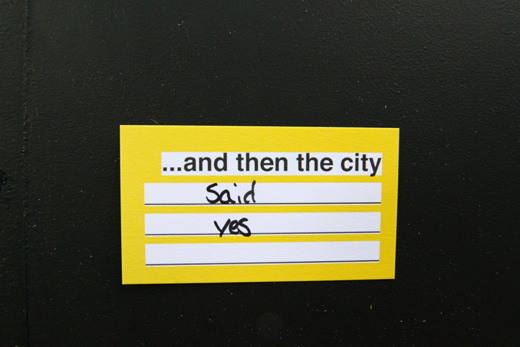 ...and then the city
Said
yes